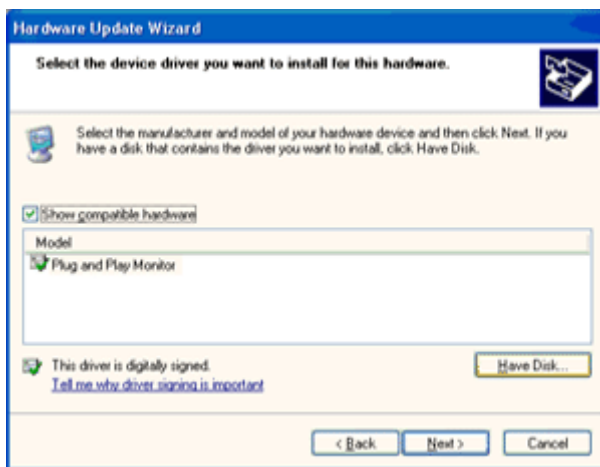 Hardware Update Wizard
Select the device driver you want to install for this hardware.
Select the manufacturer and model of your hardware device and then click Next. If you
have a disk that contains the driver you want to install, click Have Disk.
Show compatible hardware
Model
Plug and Play Monitor
This driver is digitally signed.
Have Disk...
Tell me why driver signing is important
< Back
Next >
Cancel